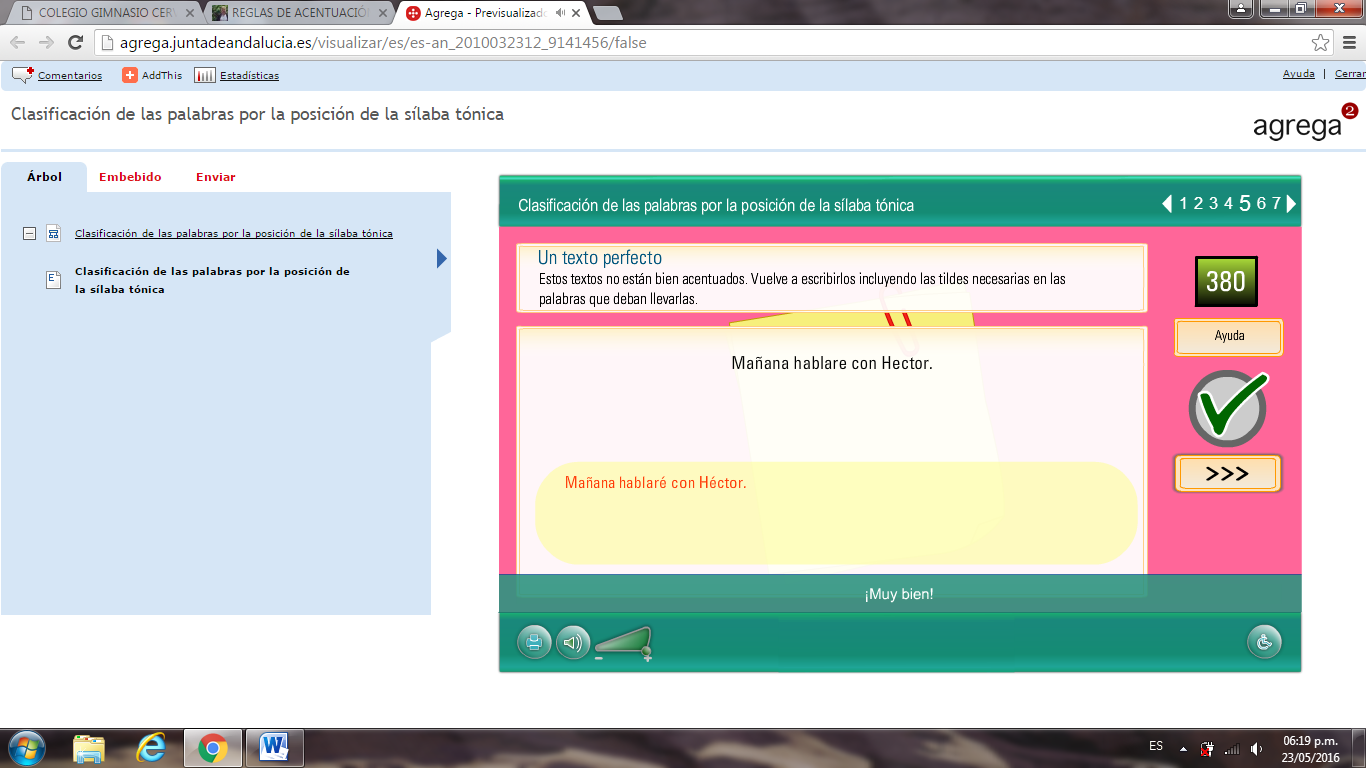 COLEGIO GIMNASIO CERV
REGLAS DE ACENTUACIÓ
Agrega - Previsualizad
agrega.juntadeandalucia.es/visualizar/es/es-an_2010032312_9141456/false
Comentarios
AddThis
Estadísticas
Ayuda | Cerrar
Clasificación de las palabras por la posición de la sílaba tónica
agrega 2
Árbol
Embebido
Enviar
Clasificación de las palabras por la posición de la sílaba tónica
Clasificación de las palabras por la posición de
la sílaba tónica
Clasificación de las palabras por la posición de la sílaba tónica
1 2 3 4 5 6 7
Un texto perfecto
Estos textos no están bien acentuados. Vuelve a escribirlos incluyendo las tildes necesarias en las
palabras que deban llevarlas.
380
Ayuda
Mañana hablare con Hector.
>>>
Mañana hablaré con Héctor.
¡Muy bien!
ES
06:19 p.m.
23/05/2016